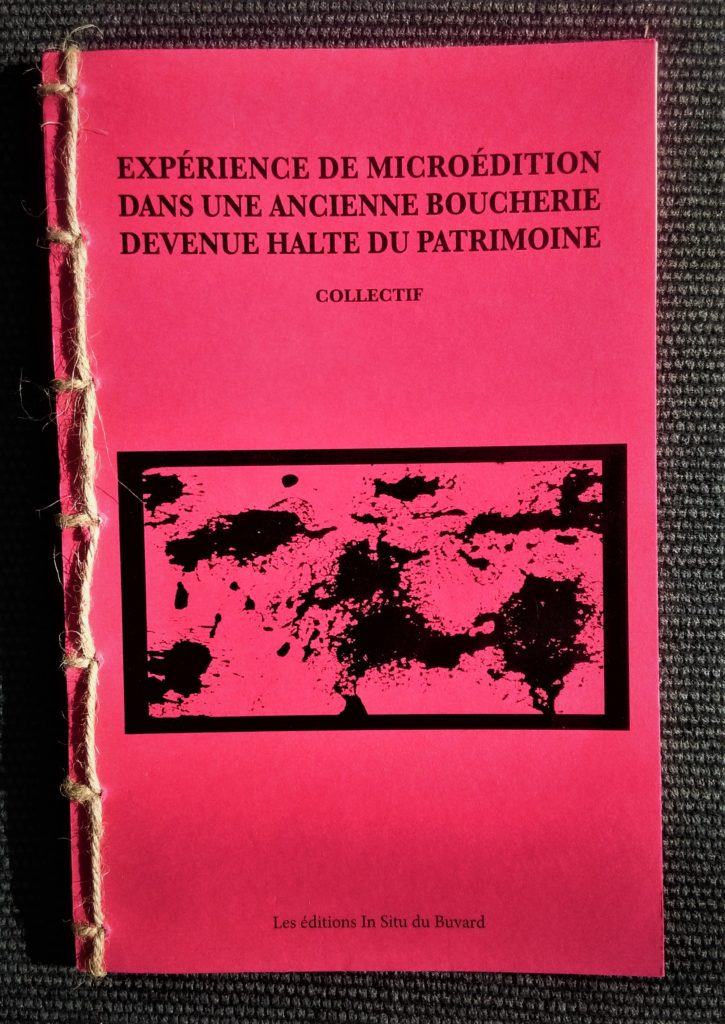 EXPÉRIENCE DE MICROÉDITION
DANS UNE ANCIENNE BOUCHERIE
DEVENUE HALTE DU PATRIMOINE
COLLECTIF
Les éditions In Situ du Buvard